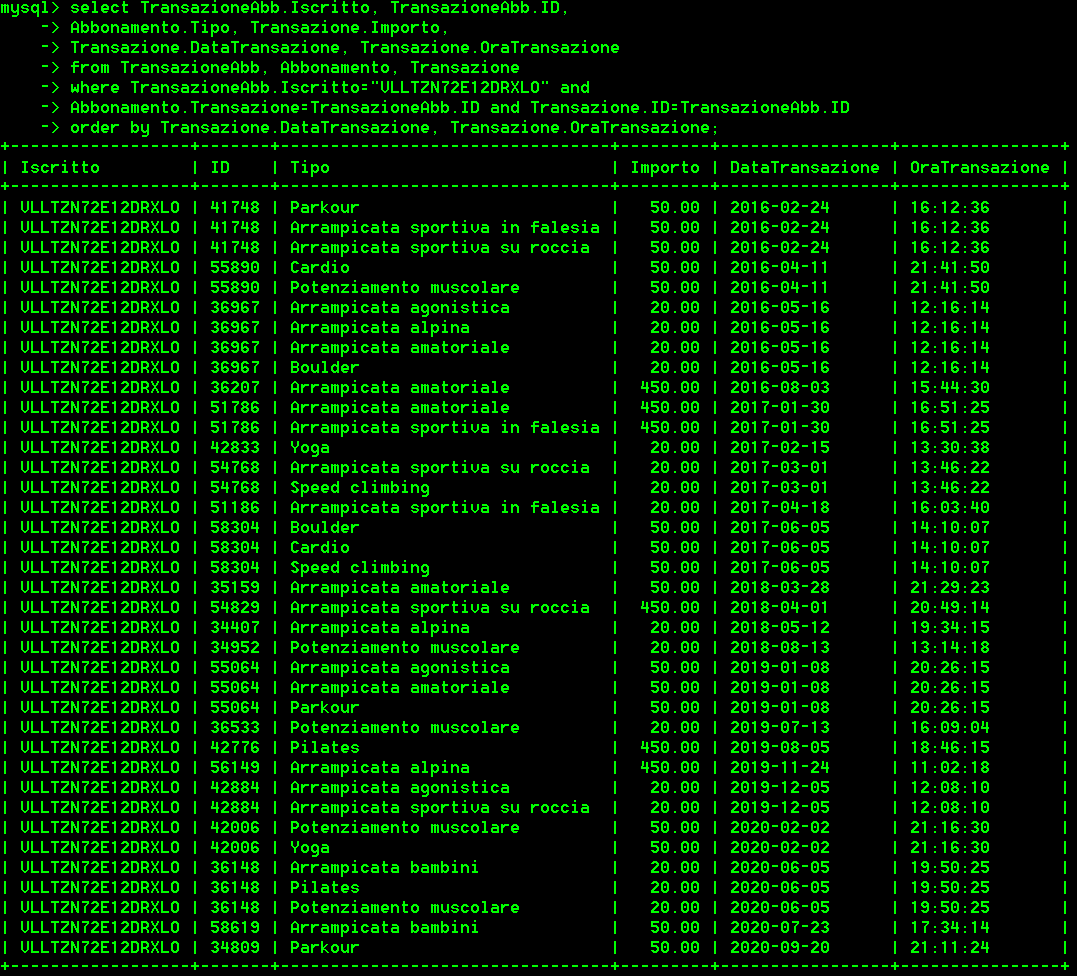 mysql> select TransazioneAbb.Iscritto, TransazioneAbb.ID,
    -> Abbonamento.Tipo, Transazione.Importo,
    -> Transazione.DataTransazione, Transazione.OraTransazione
    -> from TransazioneAbb, Abbonamento, Transazione
    -> where TransazioneAbb.Iscritto="VLLTZN72E12DRXLO" and
    -> Abbonamento.Transazione=TransazioneAbb.ID and Transazione.ID=TransazioneAbb.ID
    -> order by Transazione.DataTransazione, Transazione.OraTransazione;
+------------------+-------+---------------------------------+---------+-----------------+----------------+
| Iscritto         | ID    | Tipo                            | Importo | DataTransazione | OraTransazione |
+------------------+-------+---------------------------------+---------+-----------------+----------------+
| VLLTZN72E12DRXLO | 41748 | Parkour                         |   50.00 | 2016-02-24      | 16:12:36       |
| VLLTZN72E12DRXLO | 41748 | Arrampicata sportiva in falesia |   50.00 | 2016-02-24      | 16:12:36       |
| VLLTZN72E12DRXLO | 41748 | Arrampicata sportiva su roccia  |   50.00 | 2016-02-24      | 16:12:36       |
| VLLTZN72E12DRXLO | 55890 | Cardio                          |   50.00 | 2016-04-11      | 21:41:50       |
| VLLTZN72E12DRXLO | 55890 | Potenziamento muscolare         |   50.00 | 2016-04-11      | 21:41:50       |
| VLLTZN72E12DRXLO | 36967 | Arrampicata agonistica          |   20.00 | 2016-05-16      | 12:16:14       |
| VLLTZN72E12DRXLO | 36967 | Arrampicata alpina              |   20.00 | 2016-05-16      | 12:16:14       |
| VLLTZN72E12DRXLO | 36967 | Arrampicata amatoriale          |   20.00 | 2016-05-16      | 12:16:14       |
| VLLTZN72E12DRXLO | 36967 | Boulder                         |   20.00 | 2016-05-16      | 12:16:14       |
| VLLTZN72E12DRXLO | 36207 | Arrampicata amatoriale          |  450.00 | 2016-08-03      | 15:44:30       |
| VLLTZN72E12DRXLO | 51786 | Arrampicata amatoriale          |  450.00 | 2017-01-30      | 16:51:25       |
| VLLTZN72E12DRXLO | 51786 | Arrampicata sportiva in falesia |  450.00 | 2017-01-30      | 16:51:25       |
| VLLTZN72E12DRXLO | 42833 | Yoga                            |   20.00 | 2017-02-15      | 13:30:38       |
| VLLTZN72E12DRXLO | 54768 | Arrampicata sportiva su roccia  |   20.00 | 2017-03-01      | 13:46:22       |
| VLLTZN72E12DRXLO | 54768 | Speed climbing                  |   20.00 | 2017-03-01      | 13:46:22       |
| VLLTZN72E12DRXLO | 51186 | Arrampicata sportiva in falesia |   20.00 | 2017-04-18      | 16:03:40       |
| VLLTZN72E12DRXLO | 58304 | Boulder                         |   50.00 | 2017-06-05      | 14:10:07       |
| VLLTZN72E12DRXLO | 58304 | Cardio                          |   50.00 | 2017-06-05      | 14:10:07       |
| VLLTZN72E12DRXLO | 58304 | Speed climbing                  |   50.00 | 2017-06-05      | 14:10:07       |
| VLLTZN72E12DRXLO | 35159 | Arrampicata amatoriale          |   50.00 | 2018-03-28      | 21:29:23       |
| VLLTZN72E12DRXLO | 54829 | Arrampicata sportiva su roccia  |  450.00 | 2018-04-01      | 20:49:14       |
| VLLTZN72E12DRXLO | 34407 | Arrampicata alpina              |   20.00 | 2018-05-12      | 19:34:15       |
| VLLTZN72E12DRXLO | 34952 | Potenziamento muscolare         |   20.00 | 2018-08-13      | 13:14:18       |
| VLLTZN72E12DRXLO | 55064 | Arrampicata agonistica          |   50.00 | 2019-01-08      | 20:26:15       |
| VLLTZN72E12DRXLO | 55064 | Arrampicata amatoriale          |   50.00 | 2019-01-08      | 20:26:15       |
| VLLTZN72E12DRXLO | 55064 | Parkour                         |   50.00 | 2019-01-08      | 20:26:15       |
| VLLTZN72E12DRXLO | 36533 | Potenziamento muscolare         |   20.00 | 2019-07-13      | 16:09:04       |
| VLLTZN72E12DRXLO | 42776 | Pilates                         |  450.00 | 2019-08-05      | 18:46:15       |
| VLLTZN72E12DRXLO | 56149 | Arrampicata alpina              |  450.00 | 2019-11-24      | 11:02:18       |
| VLLTZN72E12DRXLO | 42884 | Arrampicata agonistica          |   20.00 | 2019-12-05      | 12:08:10       |
| VLLTZN72E12DRXLO | 42884 | Arrampicata sportiva su roccia  |   20.00 | 2019-12-05      | 12:08:10       |
| VLLTZN72E12DRXLO | 42006 | Potenziamento muscolare         |   50.00 | 2020-02-02      | 21:16:30       |
| VLLTZN72E12DRXLO | 42006 | Yoga                            |   50.00 | 2020-02-02      | 21:16:30       |
| VLLTZN72E12DRXLO | 36148 | Arrampicata bambini             |   20.00 | 2020-06-05      | 19:50:25       |
| VLLTZN72E12DRXLO | 36148 | Pilates                         |   20.00 | 2020-06-05      | 19:50:25       |
| VLLTZN72E12DRXLO | 36148 | Potenziamento muscolare         |   20.00 | 2020-06-05      | 19:50:25       |
| VLLTZN72E12DRXLO | 58619 | Arrampicata bambini             |   50.00 | 2020-07-23      | 17:34:14       |
| VLLTZN72E12DRXLO | 34809 | Parkour                         |   50.00 | 2020-09-20      | 21:11:24       |
+------------------+-------+---------------------------------+---------+-----------------+----------------+